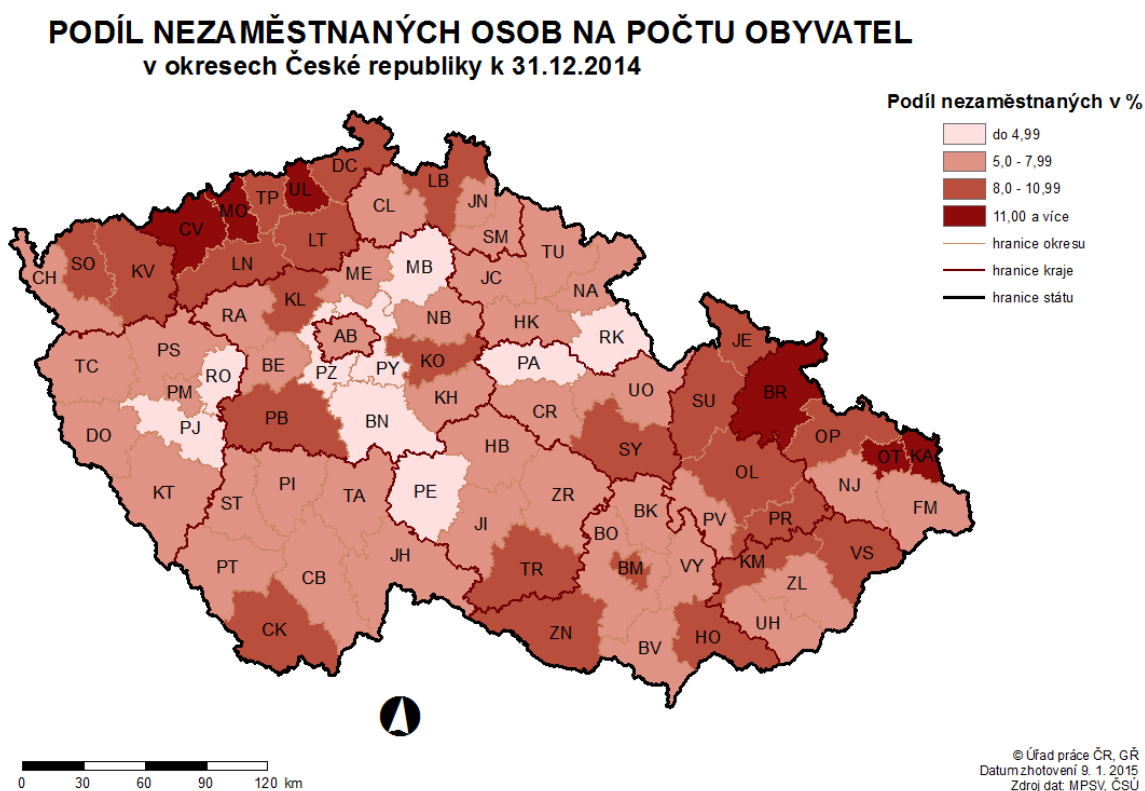 PODÍL NEZAMĚSTNANÝCH OSOB NA POČTU OBYVATEL
v okresech České republiky k 31.12.2014
Podíl nezaměstnaných v %
do 4,99
5,0 - 7,99
8,0 - 10,99
11,00 a více
hranice okresu
hranice kraje
hranice státu
DC
LB
UL
TP
MO
CV
CL
JN
SM
LT
TU
SO
KV
CH
LN
ME
MB
JC
NA
KL
RA
NB
HK
AB
RK
JE
KO
PA
PS
TC
RO
BE
PZ
PY
PM
KH
UO
SU
BR
PJ
PB
BN
CR
OP
DO
HB
SY
OT
KA
OL
NJ
KT
ST
PI
TA
PE
ZR
FM
JI
BK
PV
PR
BO
JH
TR
BM
VY
KM
VS
PT
CB
ZL
CK
ZN
BV
HO
UH
0 30 60 90 120 km
© Úřad práce ČR, GŘ
Datum zhotovení 9. 1. 2015
Zdroj dat: MPSV, ČSÚ